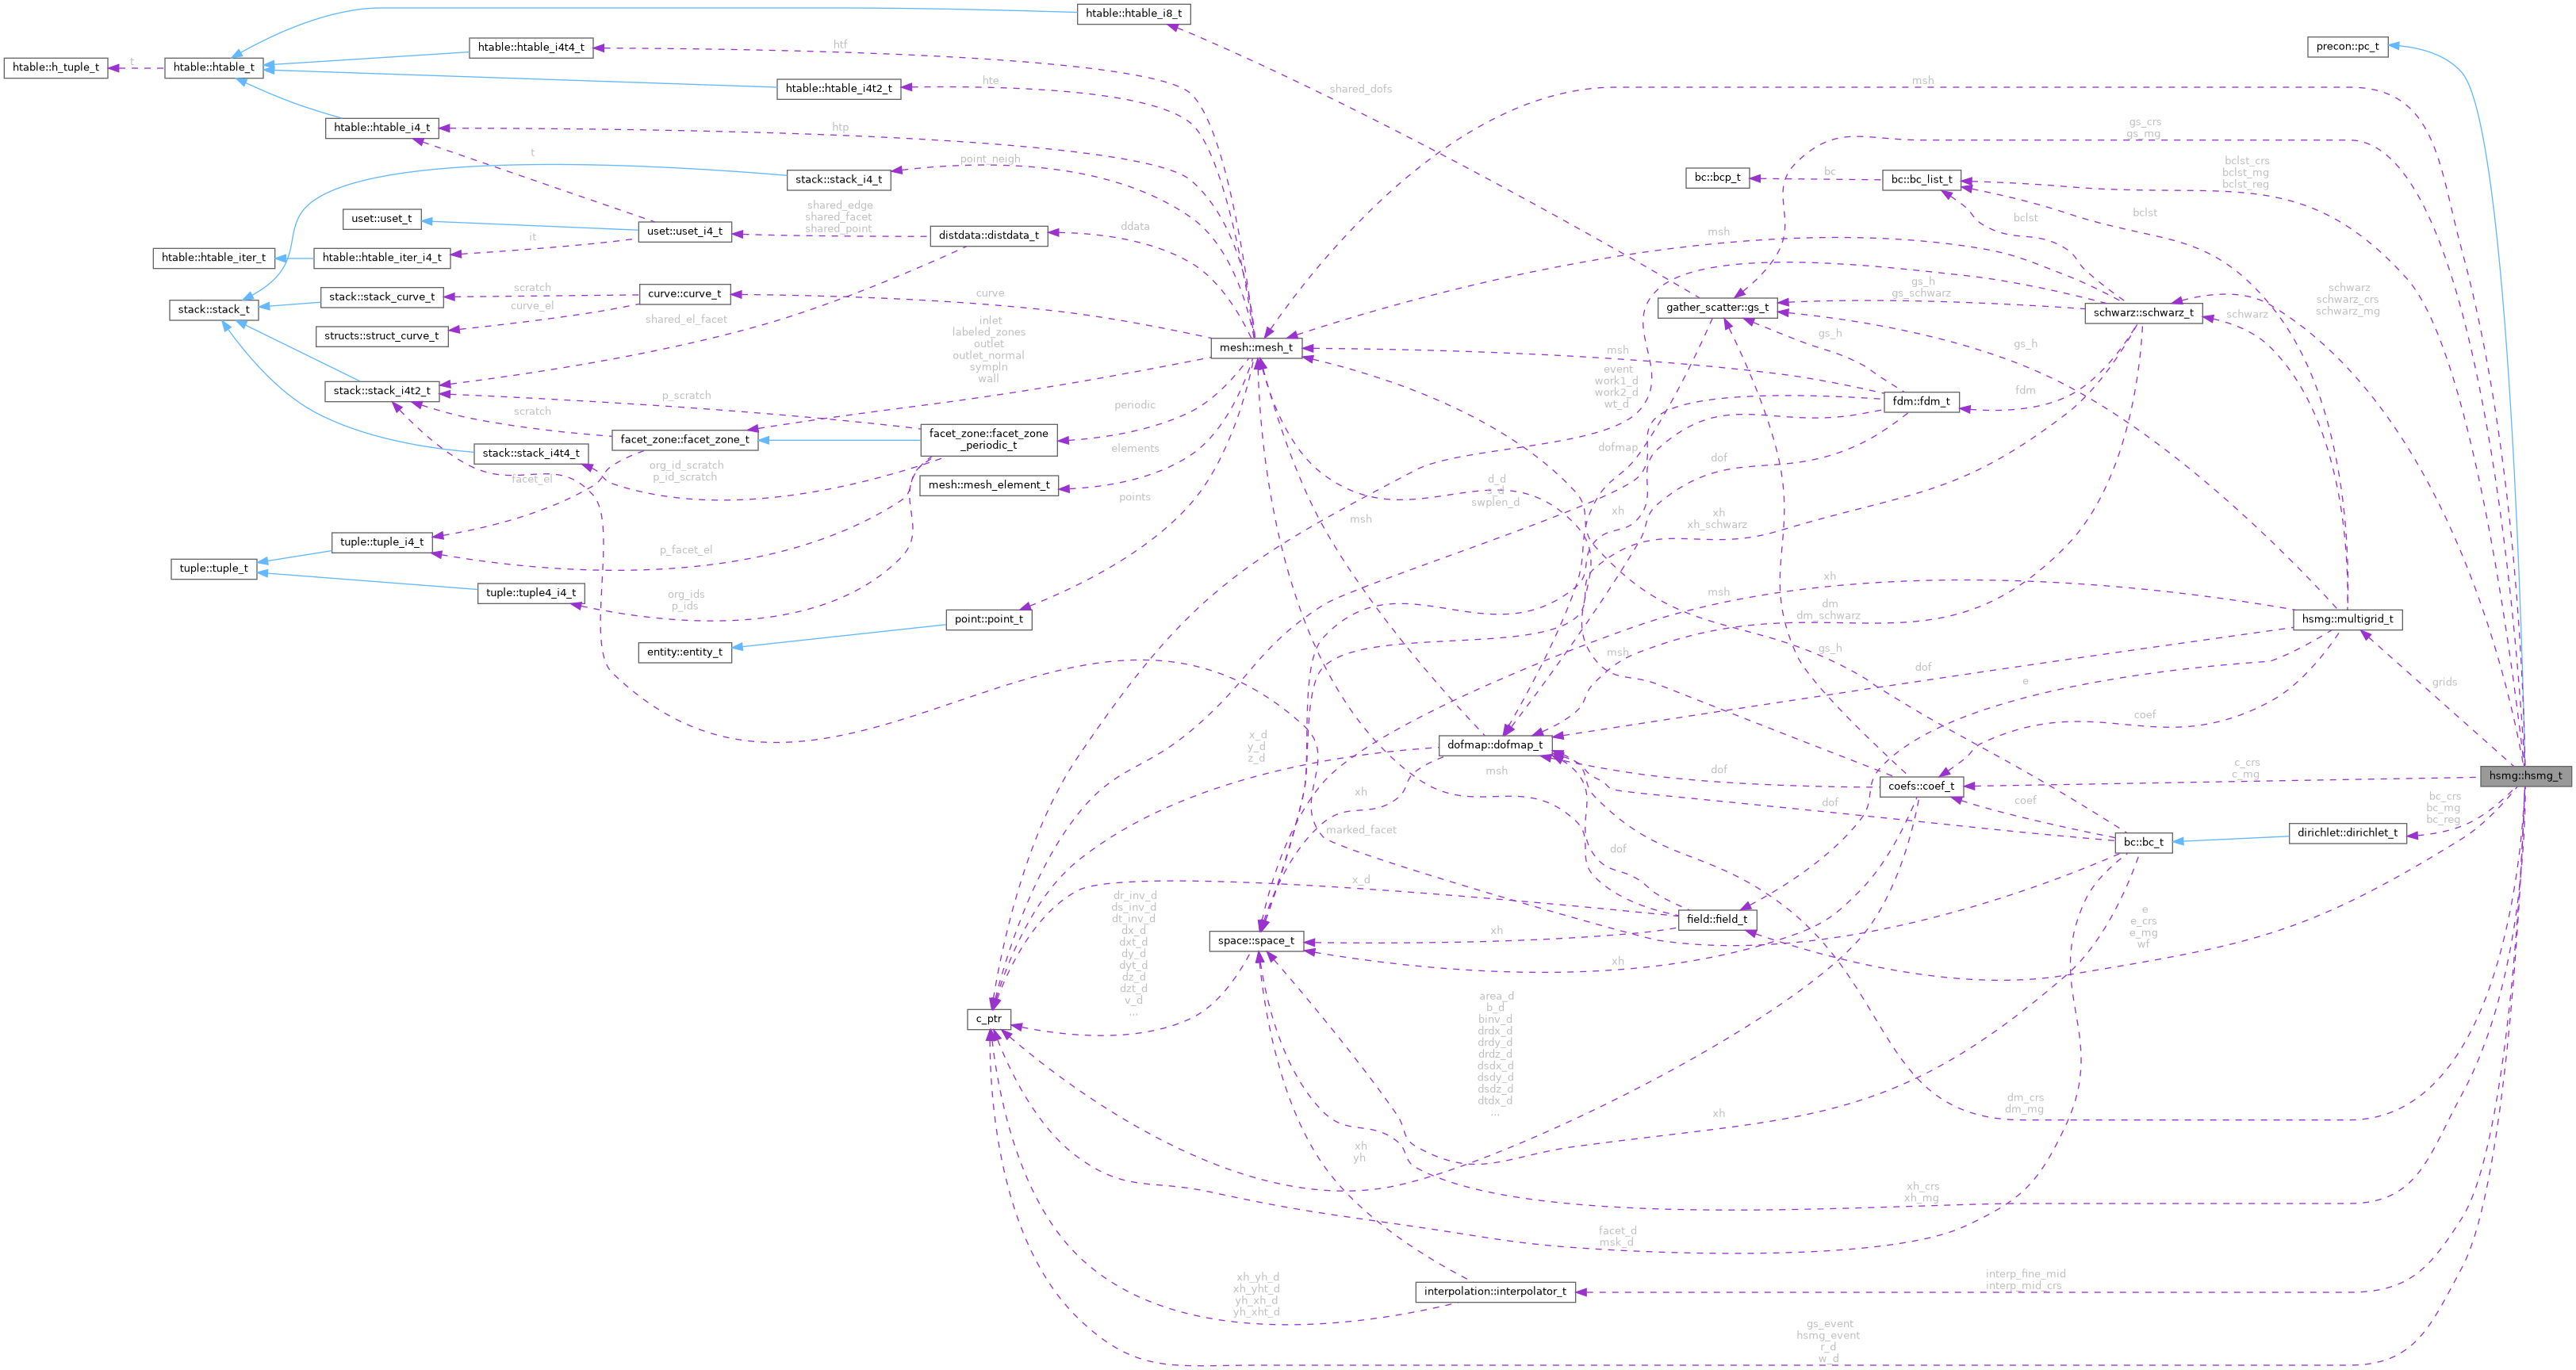 htable::htable_i8_t
precon::pc_t
htable::htable_i4t4_t
htf
htable::h_tuple_t
t
htable::htable_t
hte
msh
htable::htable_i4t2_t
shared_dofs
htable::htable_i4_t
htp
gs_crs
gs_mg
t
point_neigh
stack::stack_i4_t
bc::bcp_t
bc
bc::bc_list_t
bclst_crs
bclst_mg
bclst_reg
uset::uset_t
shared_edge
shared_facet
shared_point
uset::uset_i4_t
distdata::distdata_t
ddata
bclst
bclst
it
msh
htable::htable_iter_t
htable::htable_iter_i4_t
stack::stack_curve_t
scratch
curve_el
curve::curve_t
curve
gs_h
gs_schwarz
schwarz
schwarz_crs
schwarz_mg
stack::stack_t
gather_scatter::gs_t
schwarz::schwarz_t
schwarz
structs::struct_curve_t
shared_el_facet
inlet
labeled_zones
outlet
outlet_normal
sympln
wall
mesh::mesh_t
msh
gs_h
gs_h
event
work1_d
work2_d
wt_d
stack::stack_i4t2_t
p_scratch
periodic
fdm::fdm_t
fdm
scratch
facet_zone::facet_zone_t
facet_zone::facet_zone
_periodic_t
elements
dofmap
dof
stack::stack_i4t4_t
org_id_scratch
p_id_scratch
facet_el
mesh::mesh_element_t
points
d_d
swplen_d
msh
xh
xh
xh_schwarz
tuple::tuple_i4_t
p_facet_el
tuple::tuple_t
tuple::tuple4_i4_t
org_ids
p_ids
xh
msh
dm
dm_schwarz
point::point_t
hsmg::multigrid_t
entity::entity_t
msh
gs_h
dof
e
grids
coef
x_d
y_d
z_d
dofmap::dofmap_t
msh
dof
c_crs
c_mg
hsmg::hsmg_t
coefs::coef_t
xh
dof
coef
bc_crs
bc_mg
bc_reg
marked_facet
dirichlet::dirichlet_t
bc::bc_t
dof
x_d
dr_inv_d
ds_inv_d
dt_inv_d
dx_d
dxt_d
dy_d
dyt_d
dz_d
dzt_d
v_d
...
field::field_t
e
e_crs
e_mg
wf
space::space_t
xh
xh
area_d
b_d
binv_d
drdx_d
drdy_d
drdz_d
dsdx_d
dsdy_d
dsdz_d
dtdx_d
...
c_ptr
dm_crs
dm_mg
xh
xh
yh
xh_crs
xh_mg
facet_d
msk_d
xh_yh_d
xh_yht_d
yh_xh_d
yh_xht_d
interpolation::interpolator_t
interp_fine_mid
interp_mid_crs
gs_event
hsmg_event
r_d
w_d